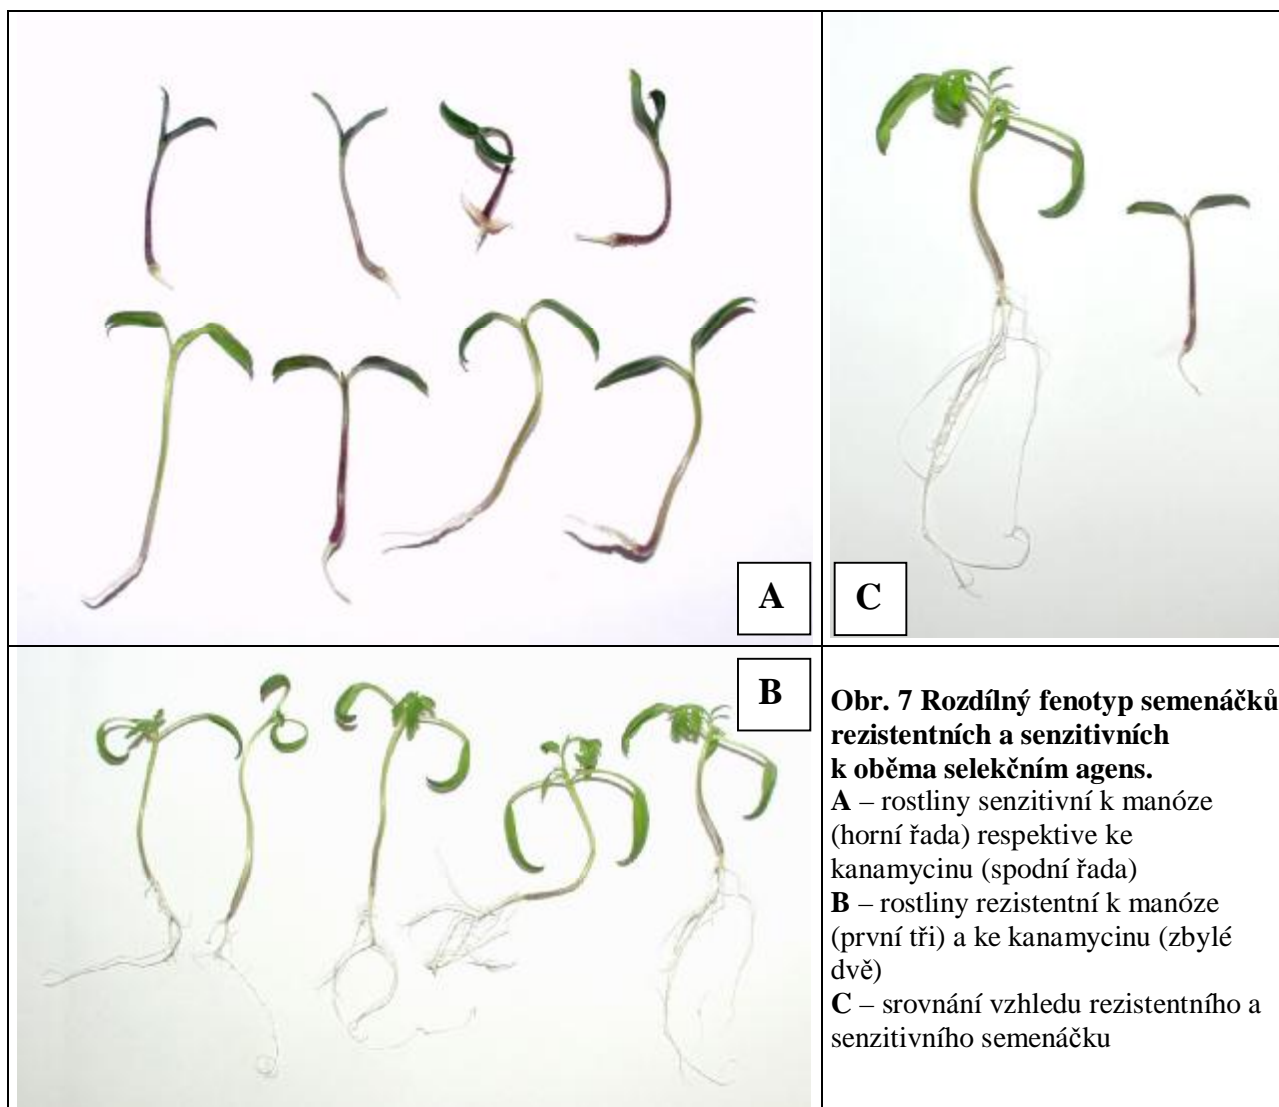 A
C
B
Obr. 7 Rozdílný fenotyp semenáčků
rezistentních a senzitivních
k oběma selekčním agens.
A – rostliny senzitivní k manóze
(horní řada) respektive ke
kanamycinu (spodní řada)
B – rostliny rezistentní k manóze
(první tři) a ke kanamycinu (zbylé
dvě)
C – srovnání vzhledu rezistentního a
senzitivního semenáčku